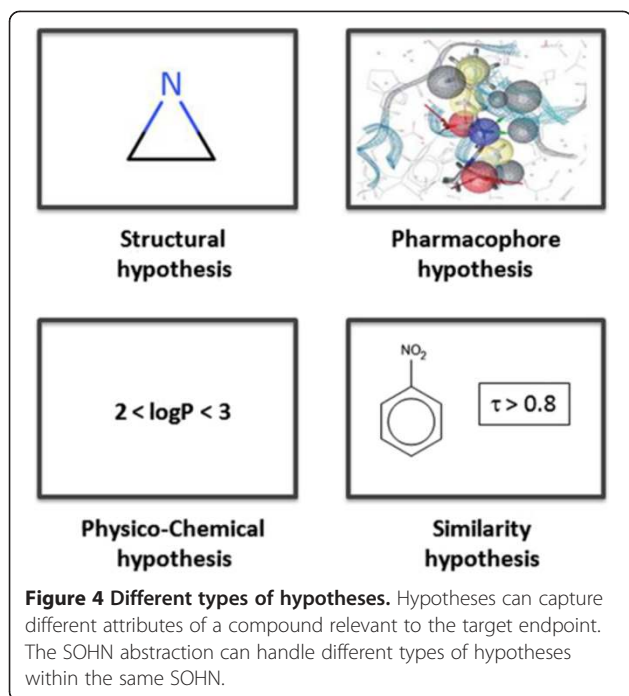 N
Structural
hypothesis
Pharmacophore
hypothesis
2 < logP < 3
Physico-Chemical
hypothesis
NO₂
τ > 0.8
Similarity
hypothesis
Figure 4 Different types of hypotheses. Hypotheses can capture
different attributes of a compound relevant to the target endpoint.
The SOHN abstraction can handle different types of hypotheses
within the same SOHN.